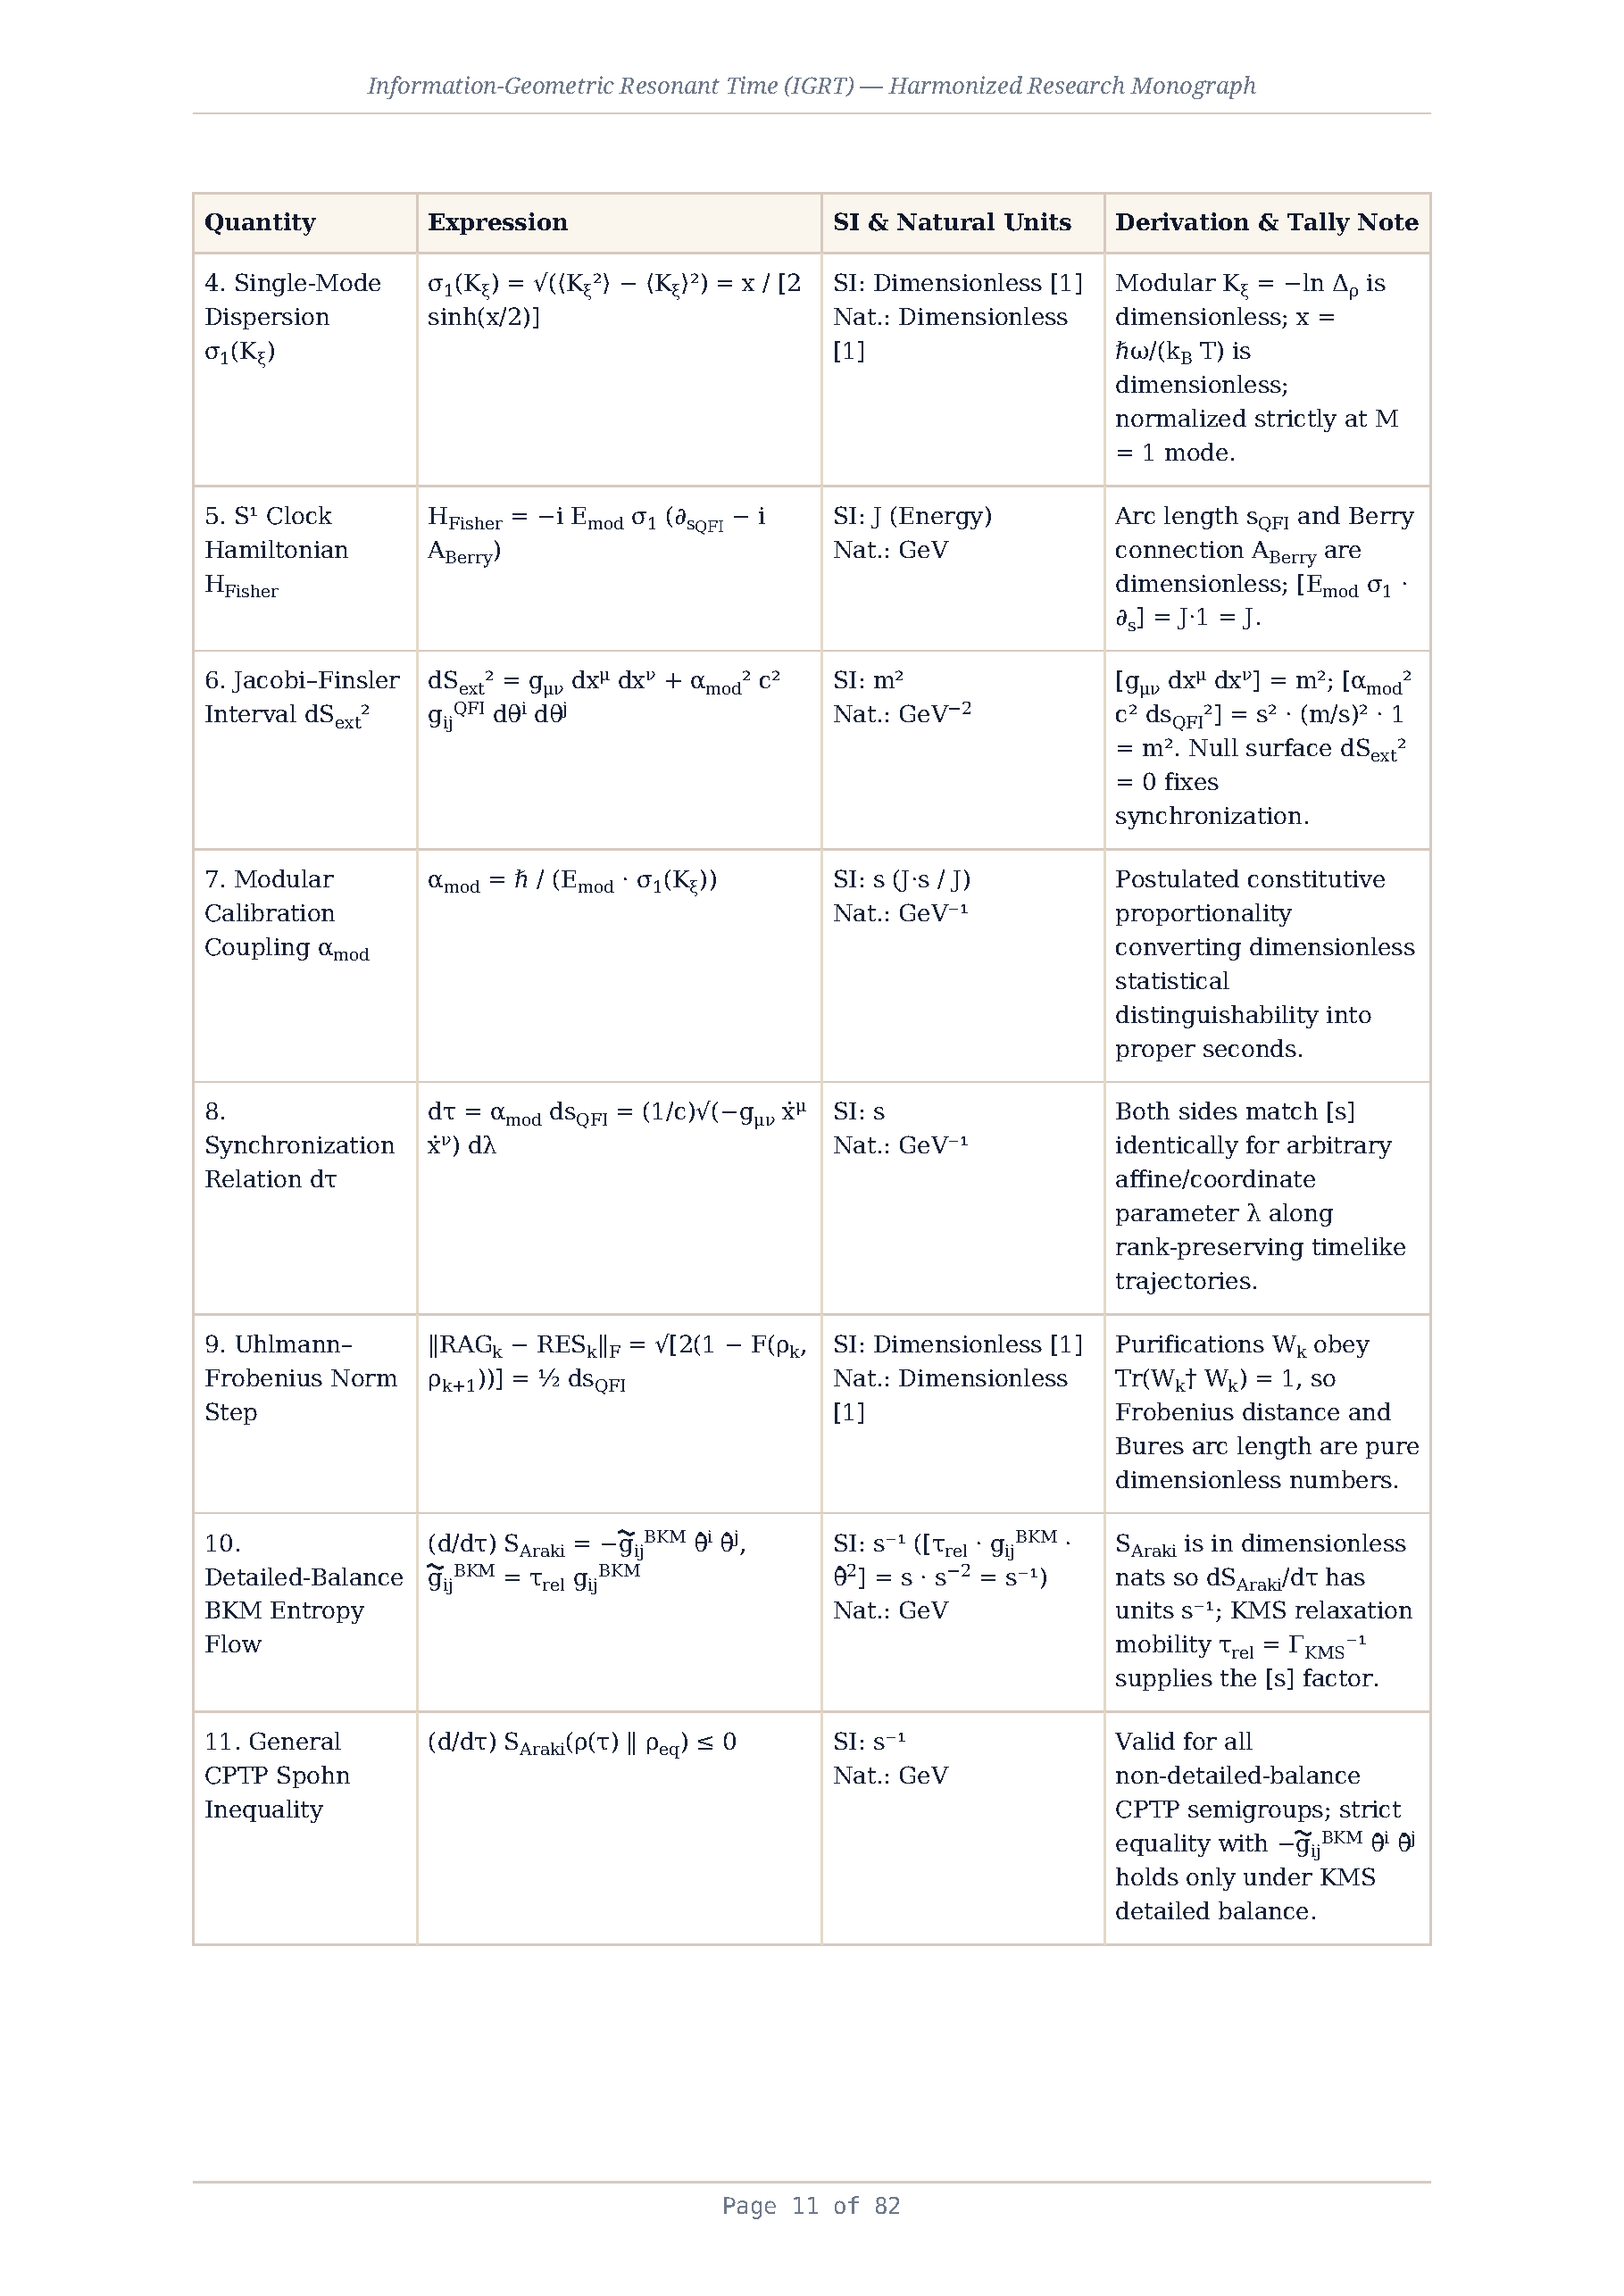 Information-Geometric Resonant Time (IGRT) — Harmonized Research Monograph
Quantity
Expression
SI & Natural Units
Derivation & Tally Note
4. Single-Mode
Dispersion
σ₁(K_ξ)
σ₁(K_ξ) = √(⟨K_ξ²⟩ − ⟨K_ξ⟩²) = x / [2
sinh(x/2)]
SI: Dimensionless [1]
Nat.: Dimensionless
[1]
Modular K_ξ = −ln Δ_ρ is
dimensionless; x =
ℏω/(k_B T) is
dimensionless;
normalized strictly at M
= 1 mode.
5. S¹ Clock
Hamiltonian
H_Fisher
H_Fisher = −i E_mod σ₁ (∂_s_QFI − i
A_Berry)
SI: J (Energy)
Nat.: GeV
Arc length s_QFI and Berry
connection A_Berry are
dimensionless; [E_mod σ₁ ·
∂_s] = J·1 = J.
6. Jacobi–Finsler
Interval dS_ext²
dS_ext² = g_μν dx^μ dx^ν + α_mod² c²
g_ij^QFI dθ^i dθ^j
SI: m²
Nat.: GeV⁻²
[g_μν dx^μ dx^ν] = m²; [α_mod²
c² ds_QFI²] = s² · (m/s)² · 1
= m². Null surface dS_ext²
= 0 fixes
synchronization.
7. Modular
Calibration
Coupling α_mod
α_mod = ℏ / (E_mod · σ₁(K_ξ))
SI: s (J·s / J)
Nat.: GeV⁻¹
Postulated constitutive
proportionality
converting dimensionless
statistical
distinguishability into
proper seconds.
8.
Synchronization
Relation dτ
dτ = α_mod ds_QFI = (1/c)√(−g_μν ẋ^μ
ẋ^ν) dλ
SI: s
Nat.: GeV⁻¹
Both sides match [s]
identically for arbitrary
affine/coordinate
parameter λ along
rank-preserving timelike
trajectories.
9. Uhlmann–
Frobenius Norm
Step
‖RAG_k − RES_k‖_F = √[2(1 − F(ρ_k,
ρ_k+1))] = ½ ds_QFI
SI: Dimensionless [1]
Nat.: Dimensionless
[1]
Purifications W_k obey
Tr(W_k† W_k) = 1, so
Frobenius distance and
Bures arc length are pure
dimensionless numbers.
10.
Detailed-Balance
BKM Entropy
Flow
(d/dτ) S_Araki = −g̃_ij^BKM θ̇^i θ̇^j,
g̃_ij^BKM = τ_rel g_ij^BKM
SI: s⁻¹ ([τ_rel · g_ij^BKM ·
θ̇²] = s · s⁻² = s⁻¹)
Nat.: GeV
S_Araki is in dimensionless
nats so dS_Araki/dτ has
units s⁻¹; KMS relaxation
mobility τ_rel = Γ_KMS⁻¹
supplies the [s] factor.
11. General
CPTP Spohn
Inequality
(d/dτ) S_Araki(ρ(τ) ‖ ρ_eq) ≤ 0
SI: s⁻¹
Nat.: GeV
Valid for all
non-detailed-balance
CPTP semigroups; strict
equality with −g̃_ij^BKM θ̇^i θ̇^j
holds only under KMS
detailed balance.
Page 11 of 82